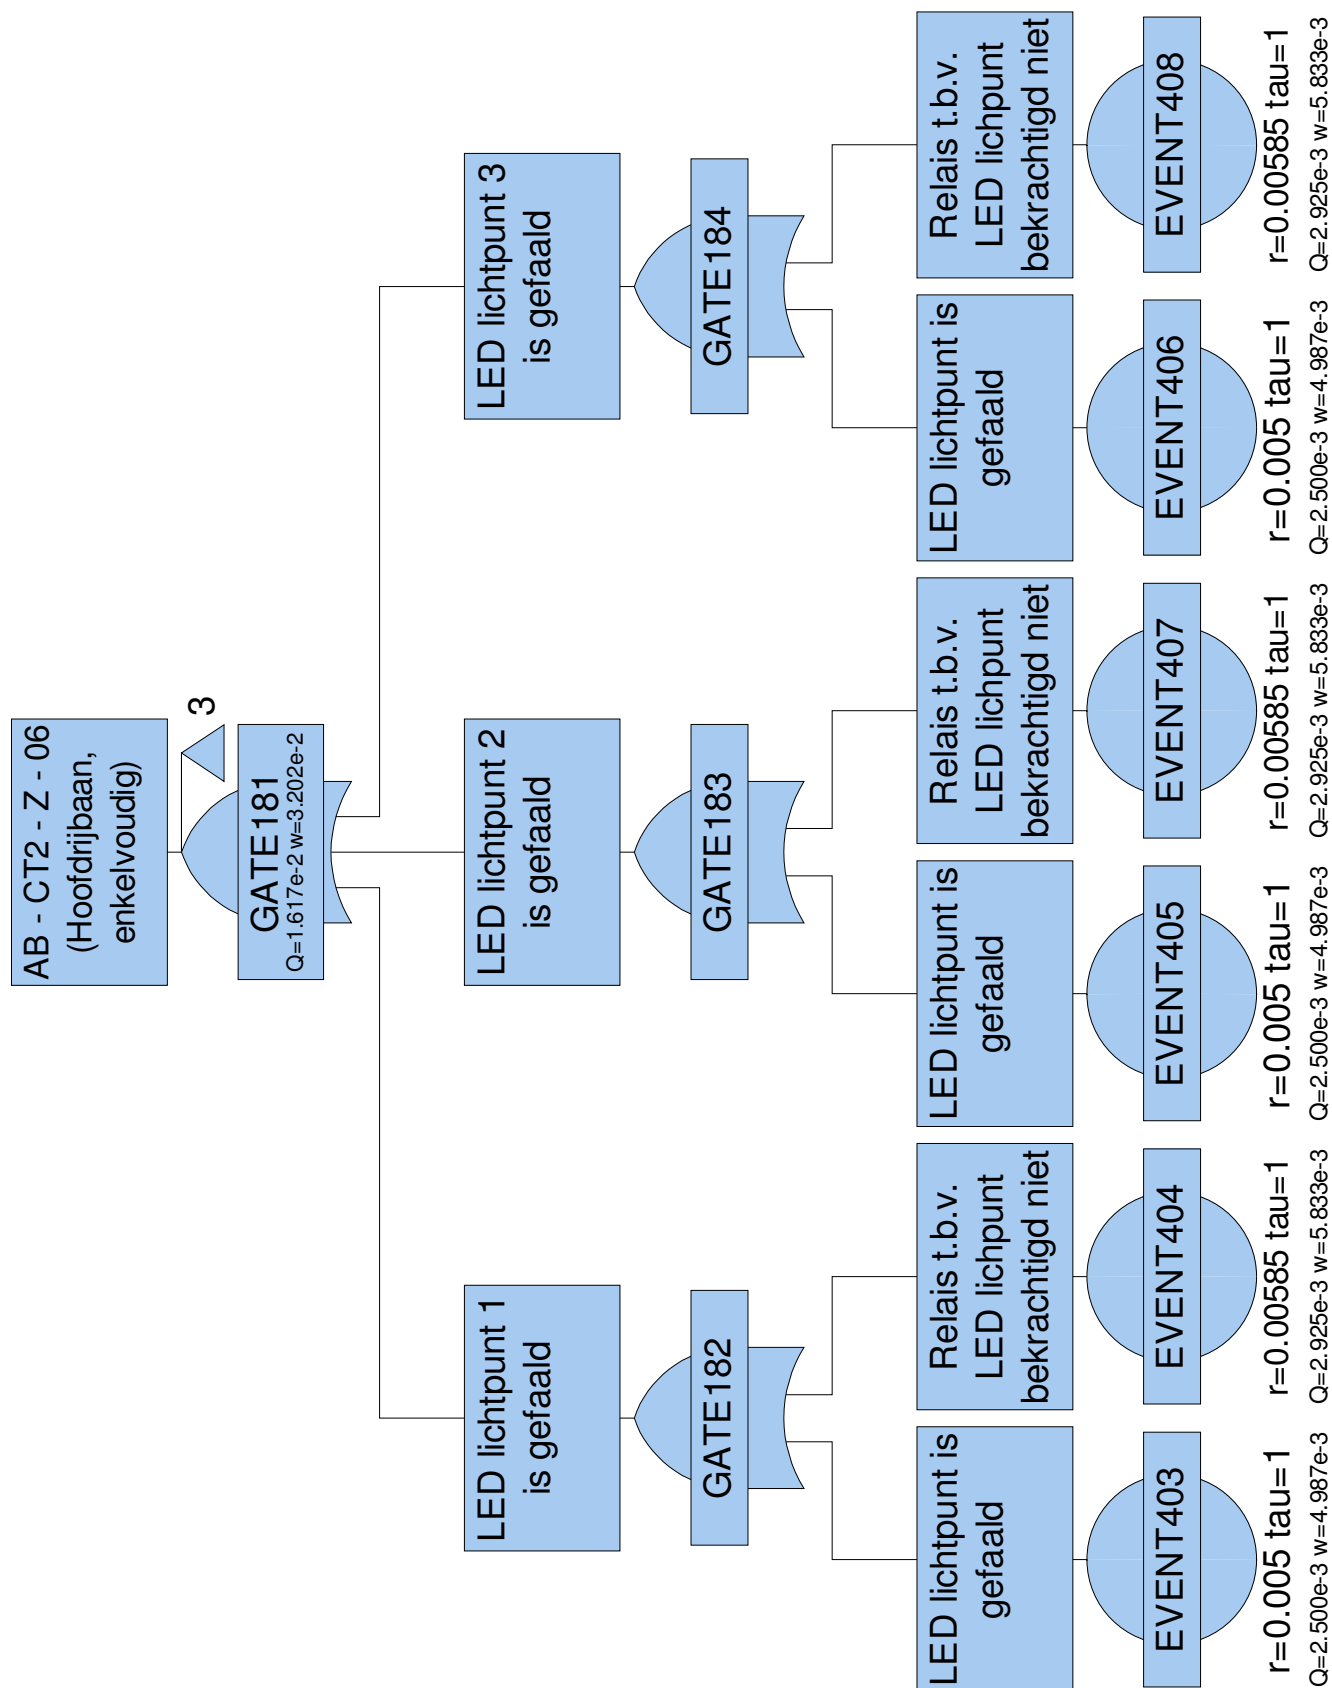 AB - CT2 - Z - 06
(Hoofdrijbaan,
enkelvoudig)
3
GATE181
Q=1.617e-2 w=3.202e-2
LED lichtpunt 1
is gefaald
LED lichtpunt 2
is gefaald
LED lichtpunt 3
is gefaald
GATE182
GATE183
GATE184
LED lichtpunt is
gefaald
Relais t.b.v.
LED lichpunt
bekrachtigd niet
LED lichtpunt is
gefaald
Relais t.b.v.
LED lichpunt
bekrachtigd niet
LED lichtpunt is
gefaald
Relais t.b.v.
LED lichpunt
bekrachtigd niet
EVENT403
r=0.005 tau=1
Q=2.500e-3 w=4.987e-3
EVENT404
r=0.00585 tau=1
Q=2.925e-3 w=5.833e-3
EVENT405
r=0.005 tau=1
Q=2.500e-3 w=4.987e-3
EVENT407
r=0.00585 tau=1
Q=2.925e-3 w=5.833e-3
EVENT406
r=0.005 tau=1
Q=2.500e-3 w=4.987e-3
EVENT408
r=0.00585 tau=1
Q=2.925e-3 w=5.833e-3